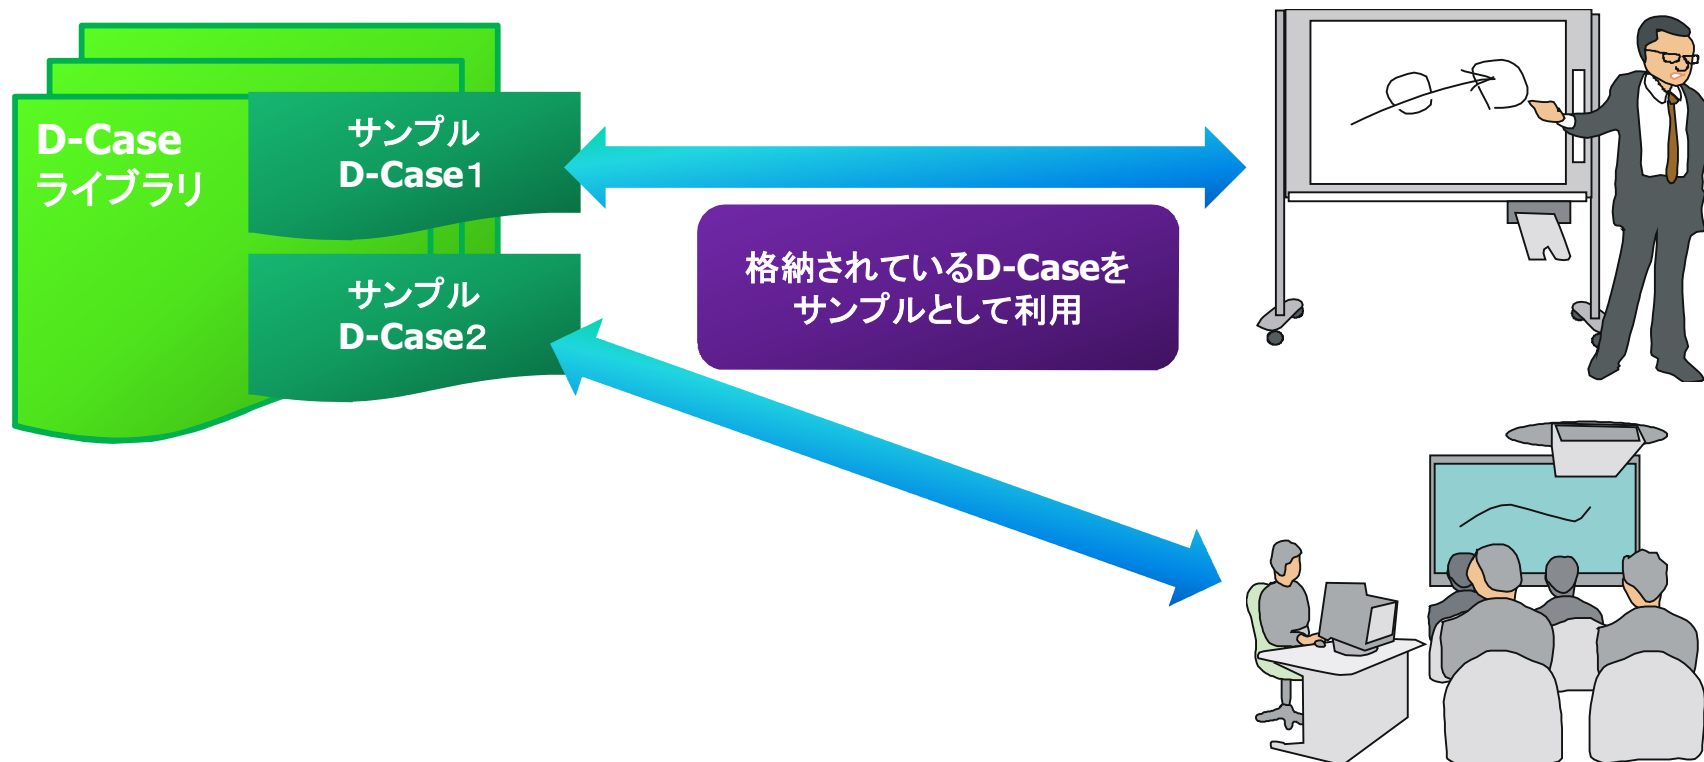 D-Case
ライブラリ
サンプル
D-Case１
サンプル
D-Case２
格納されているD-Caseを
サンプルとして利用